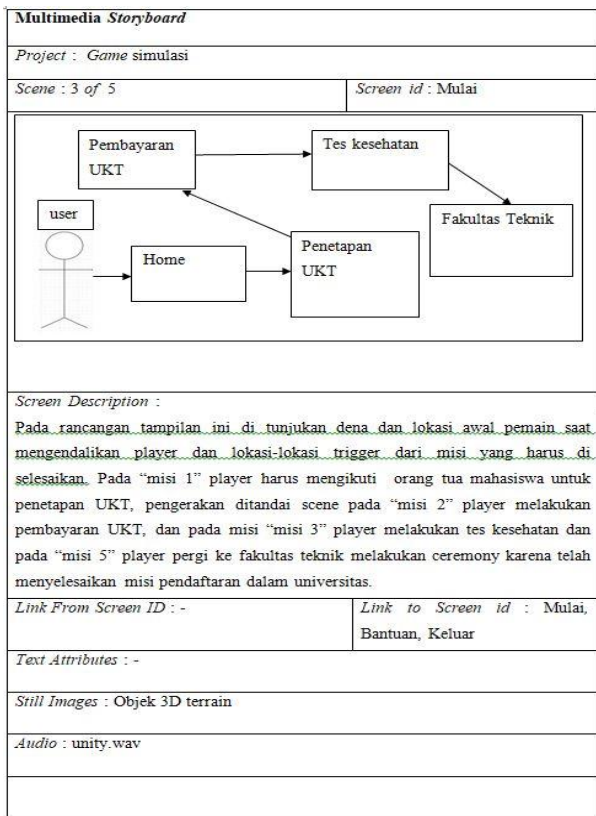 Multimedia Storyboard
Project : Game simulasi
Scene : 3 of 5
Screen id : Mulai
Pembayaran
UKT
Tes kesehatan
user
Home
Penetapan
UKT
Fakultas Teknik
Screen Description :
Pada rancangan tampilan ini di tunjukan dena dan lokasi awal pemain saat
mengendalikan player dan lokasi-lokasi trigger dari misi yang harus di
selesaikan. Pada “misi 1” player harus mengikuti orang tua mahasiswa untuk
penetapan UKT, pengerakan ditandai scene pada “misi 2” player melakukan
pembayaran UKT, dan pada misi “misi 3” player melakukan tes kesehatan dan
pada “misi 5” player pergi ke fakultas teknik melakukan ceremony karena telah
menyelesaikan misi pendaftaran dalam universitas.
Link From Screen ID : -
Link to Screen id : Mulai,
Bantuan, Keluar
Text Attributes : -
Still Images : Objek 3D terrain
Audio : unity.wav